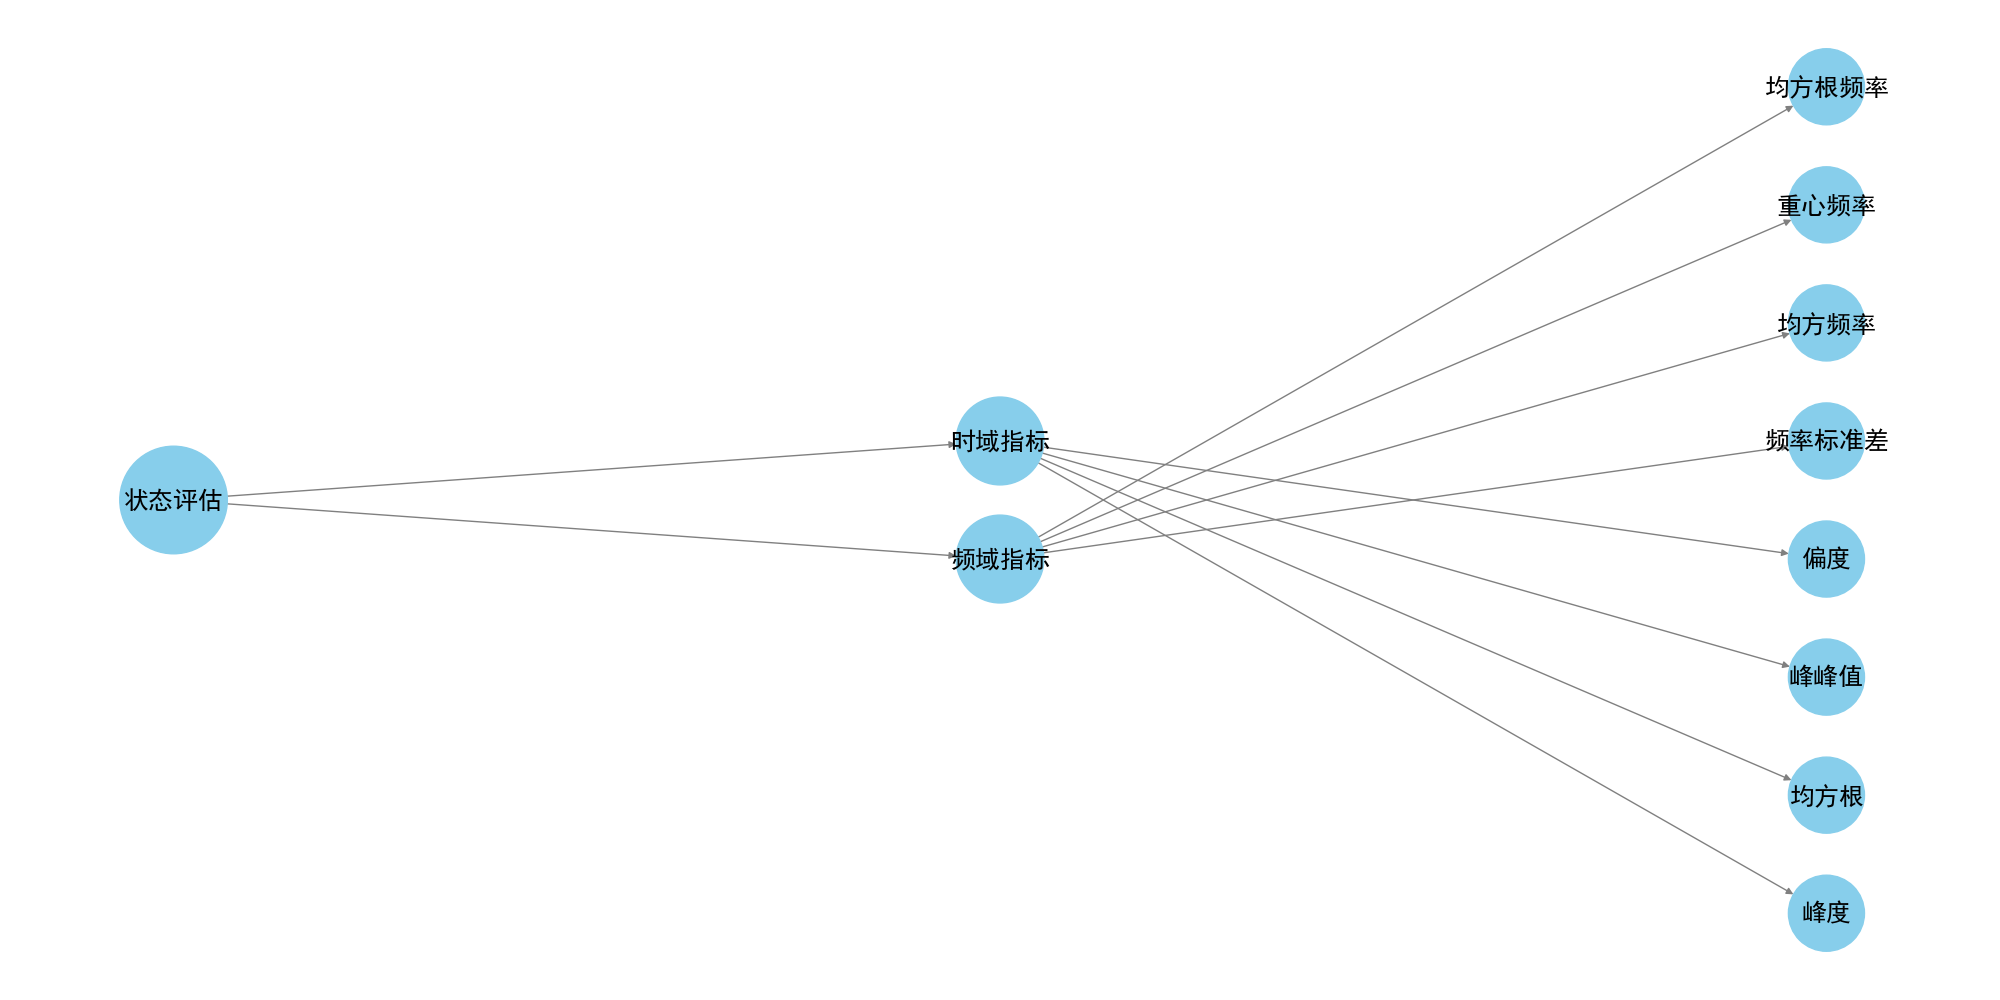 状态评估
时域指标
频域指标
均方根频率
重心频率
均方频率
频率标准差
偏度
峰峰值
均方根
峰度